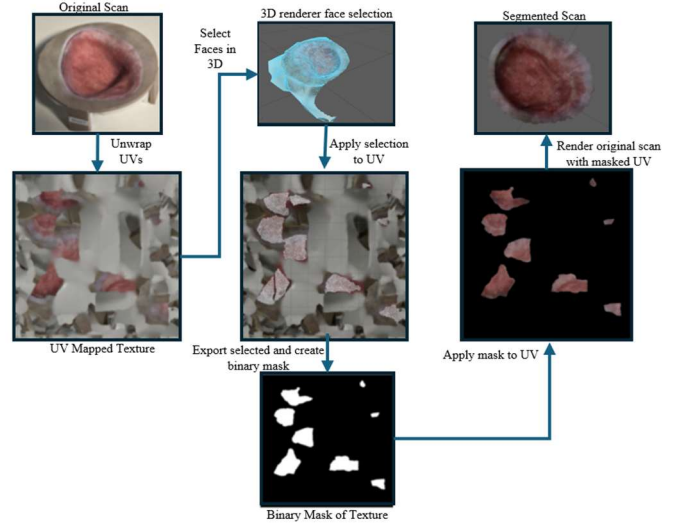 Original Scan
Unwrap
UVs
UV Mapped Texture
Select
Faces in
3D
3D renderer face selection
Apply selection
to UV
Export selected and create
binary mask
Binary Mask of Texture
Apply mask to UV
Render original scan
with masked UV
Segmented Scan